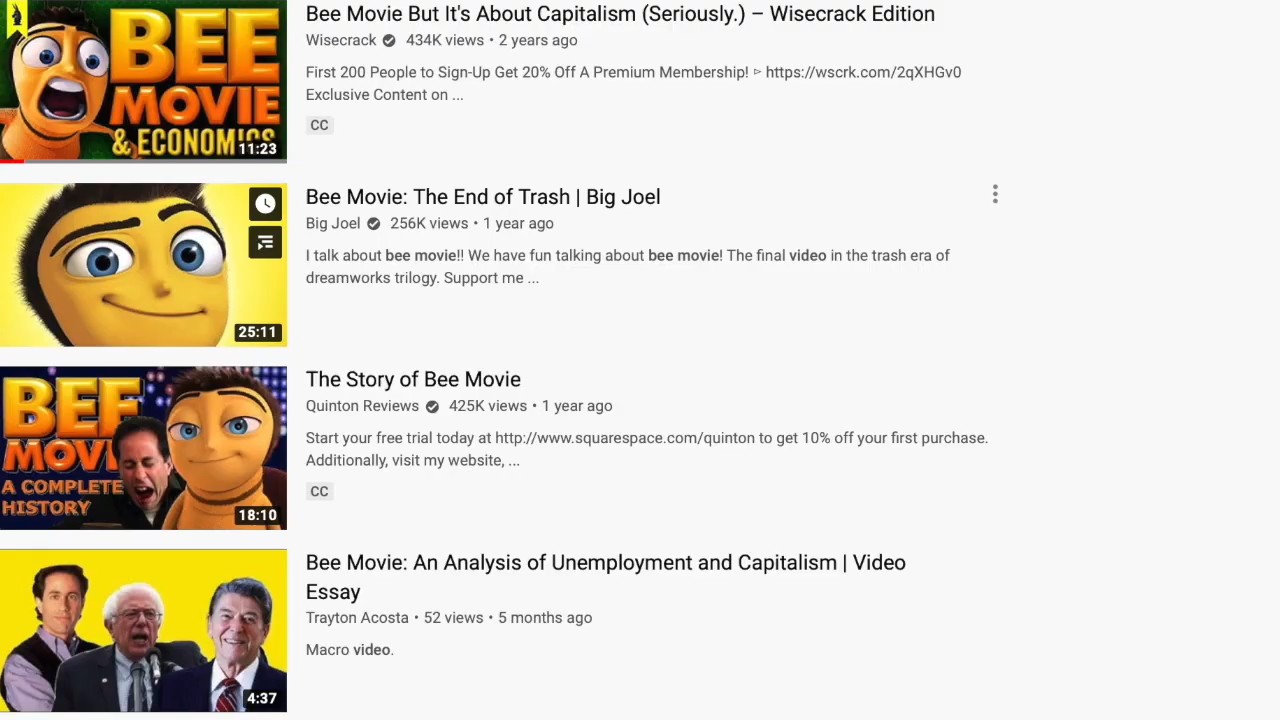 BEE
MOVIE
& ECONOMICS
11:23
Bee Movie But It's About Capitalism (Seriously.) – Wisecrack Edition
Wisecrack 434K views • 2 years ago
First 200 People to Sign-Up Get 20% Off A Premium Membership! ▻ https://wscrk.com/2qXHGv0
Exclusive Content on ...
CC
25:11
Bee Movie: The End of Trash | Big Joel
Big Joel 256K views • 1 year ago
I talk about bee movie!! We have fun talking about bee movie! The final video in the trash era of
dreamworks trilogy. Support me ...
BEE
MOVI
A COMPLETE
HISTORY
18:10
The Story of Bee Movie
Quinton Reviews 425K views • 1 year ago
Start your free trial today at http://www.squarespace.com/quinton to get 10% off your first purchase.
Additionally, visit my website, ...
CC
4:37
Bee Movie: An Analysis of Unemployment and Capitalism | Video
Essay
Trayton Acosta • 52 views • 5 months ago
Macro video.